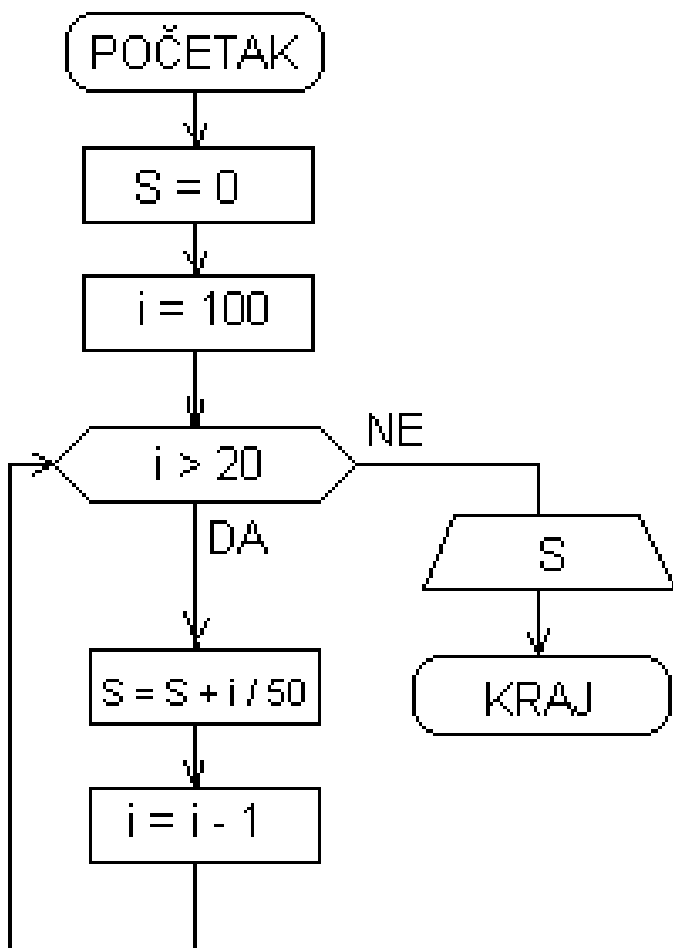 POČETAK
S = 0
i = 100
i > 20
NE
DA
S
S = S + i / 50
KRAJ
i = i - 1